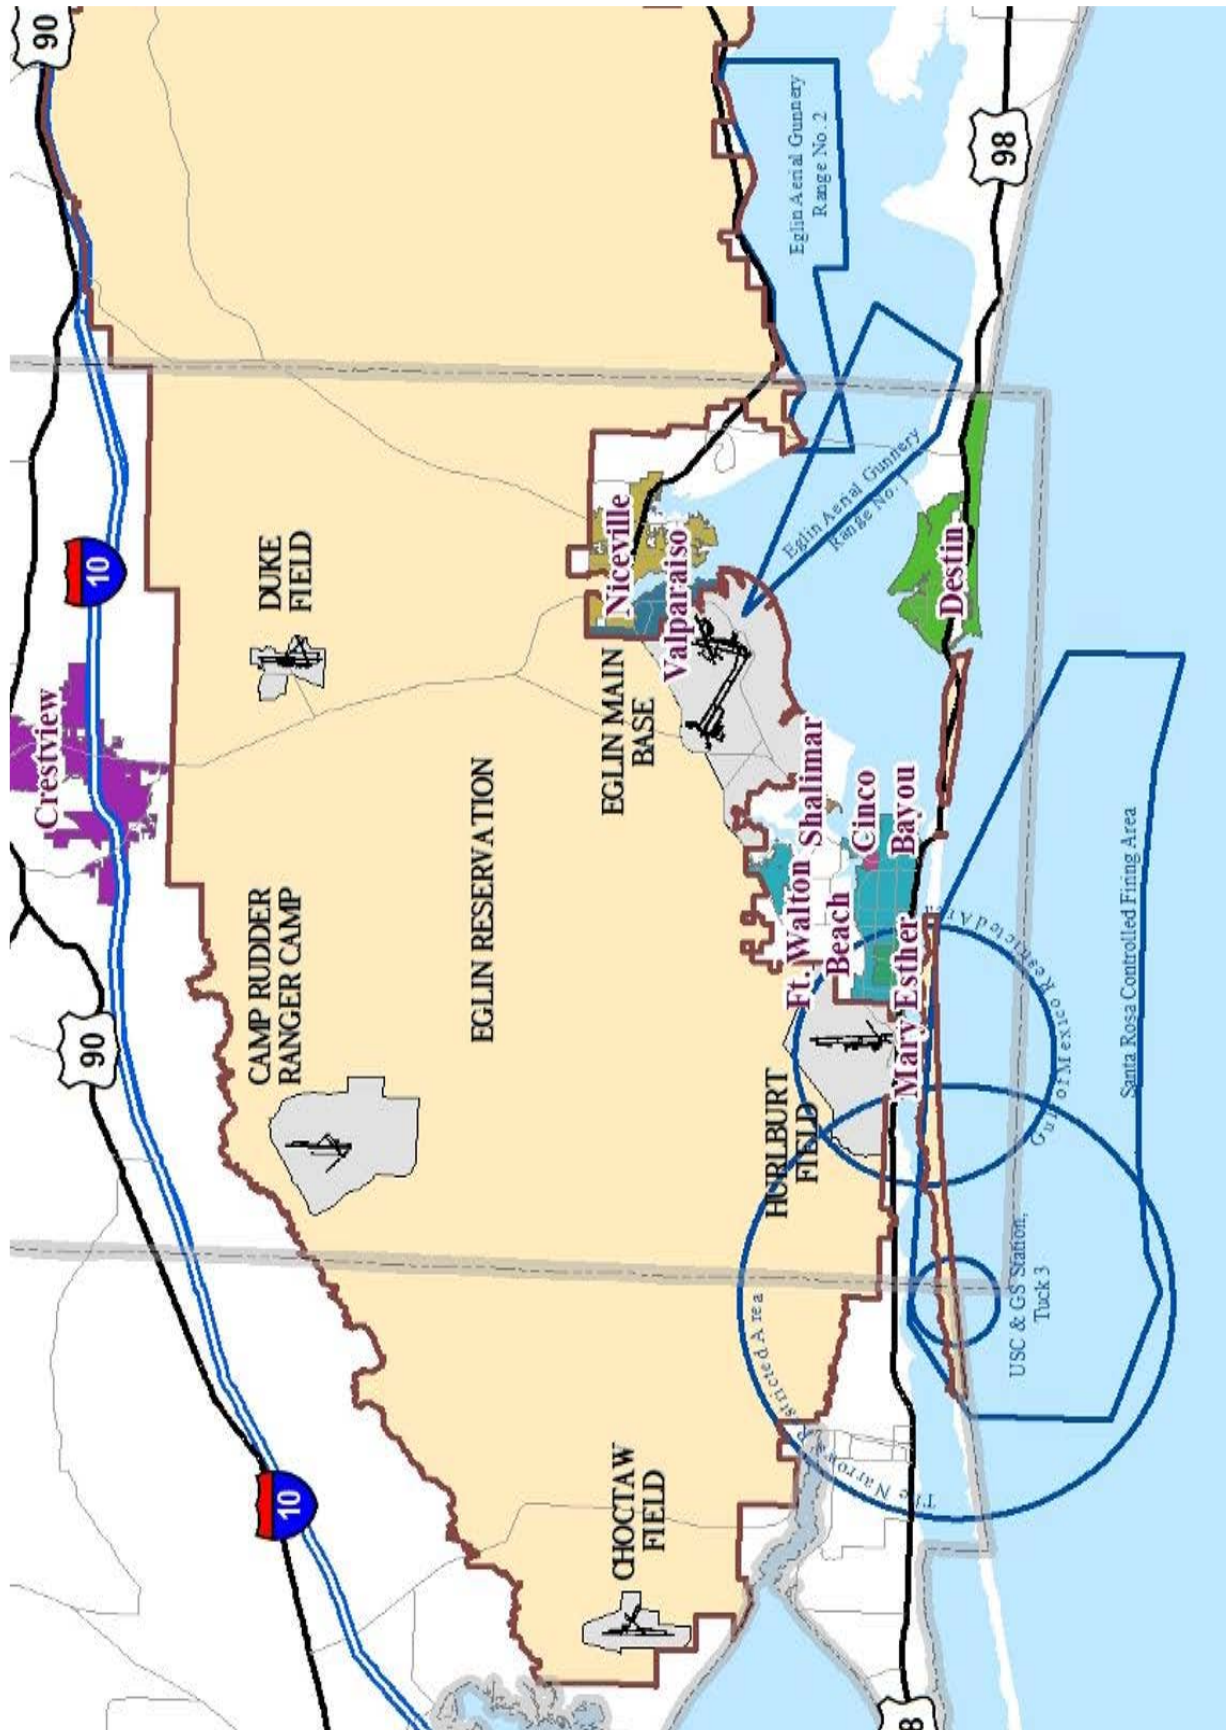 90
Crestview
10
DUKE
FIELD
CAMP RUDDER
RANGER CAMP
90
10
EGLIN RESERVATION
CHOCTAW
FIELD
EGLIN MAIN
BASE
Niceville
Valparaiso
Eglin Aerial Gunnery
Range No. 2
Eglin Aerial Gunnery
Range No. 1
Shalimar
Ft. Walton
Beach
Cinco
Bayou
Mary Esther
HURLBURT
FIELD
Destin
98
The Narrows Restricted Area
Gulf of Mexico Restricted Area
USC & GS Station,
Tuck 3
Santa Rosa Controlled Firing Area
8